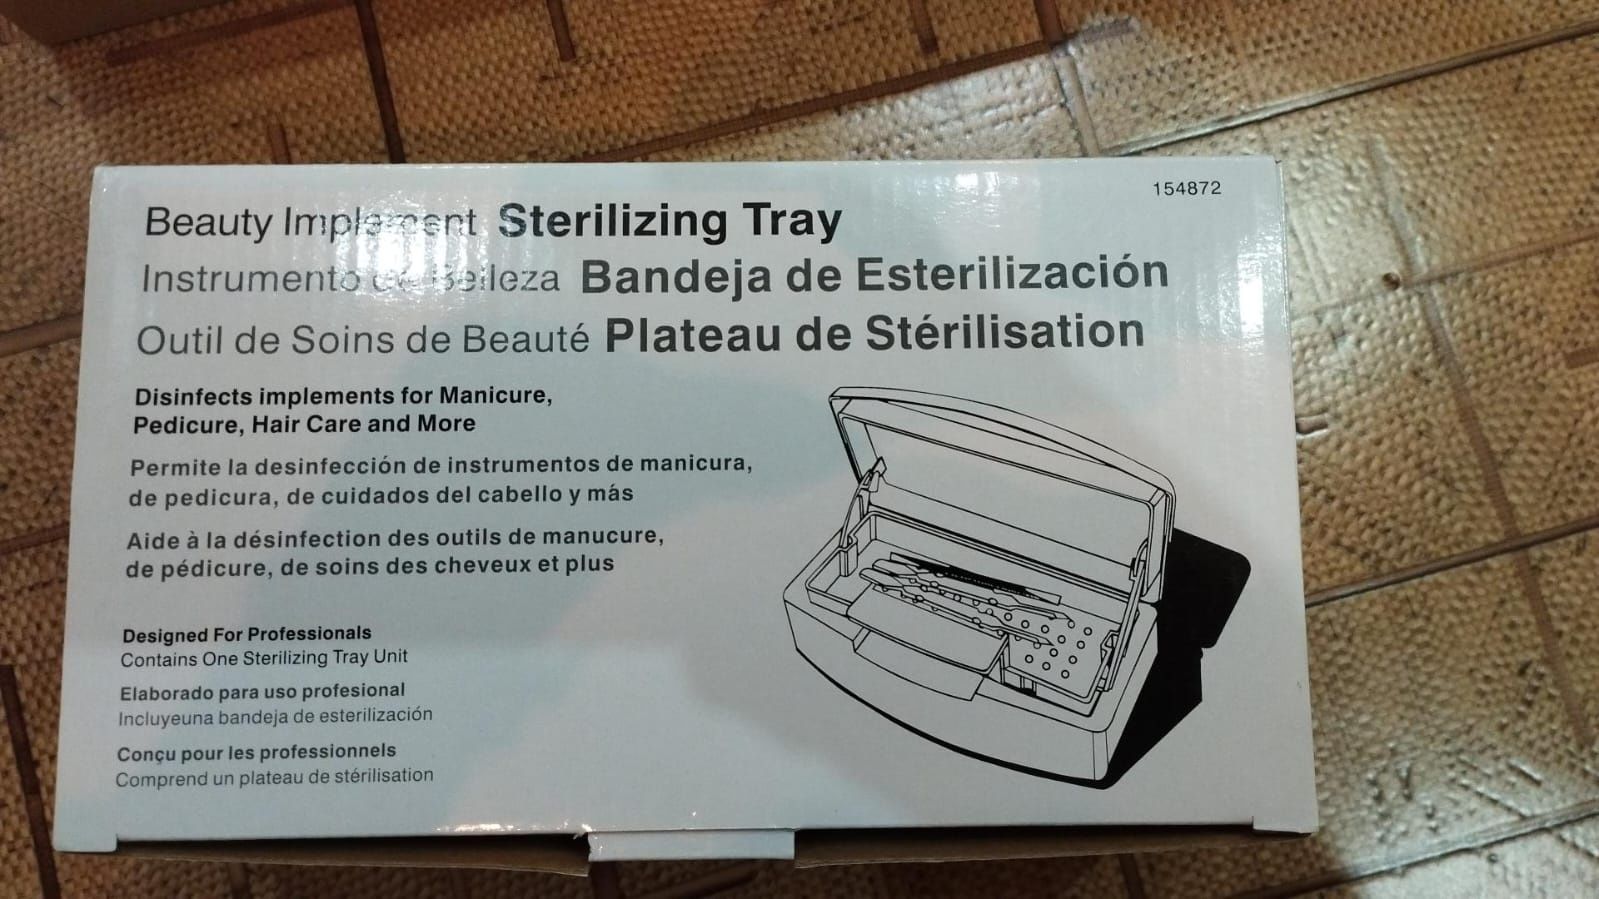 154872
Beauty Implement Sterilizing Tray
Instrumento de Belleza Bandeja de Esterilización
Outil de Soins de Beauté Plateau de Stérilisation
Disinfects implements for Manicure,
Pedicure, Hair Care and More
Permite la desinfección de instrumentos de manicura,
de pedicura, de cuidados del cabello y más
Aide à la désinfection des outils de manucure,
de pédicure, de soins des cheveux et plus
Designed For Professionals
Contains One Sterilizing Tray Unit
Elaborado para uso profesional
Incluyeuna bandeja de esterilización
Conçu pour les professionnels
Comprend un plateau de stérilisation